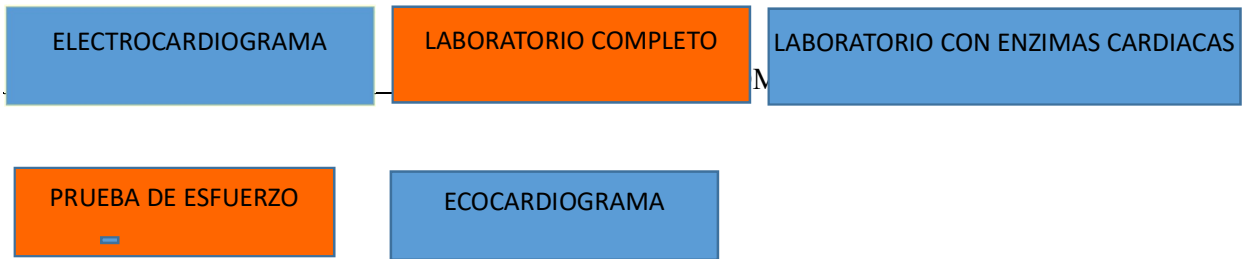 ELECTROCARDIOGRAMA
LABORATORIO COMPLETO
LABORATORIO CON ENZIMAS CARDIACAS
PRUEBA DE ESFUERZO
ECOCARDIOGRAMA